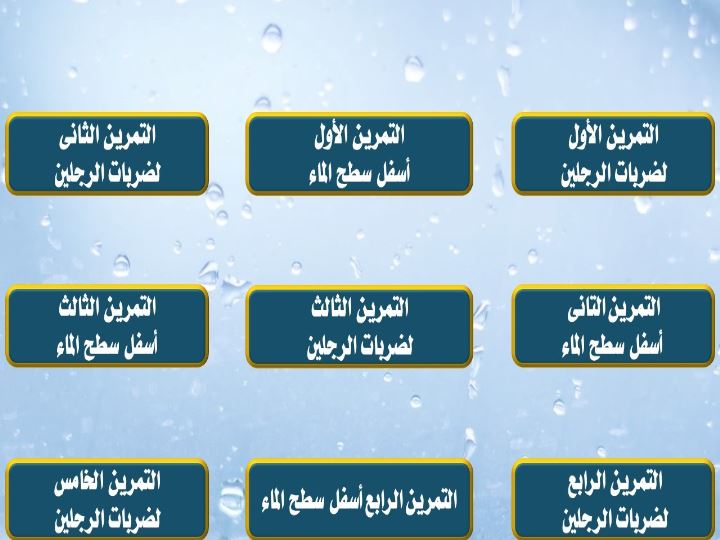 التمرين الأول
لضربات الرجلين
التمرين الأول
أسفل سطح الماء
التمرين الثانى
لضربات الرجلين
التمرين التانى
أسفل سطح الماء
التمرين الثالث
لضربات الرجلين
التمرين الثالث
أسفل سطح الماء
التمرين الرابع
لضربات الرجلين
التمرين الرابع أسفل سطح الماء
التمرين الخامس
لضربات الرجلين